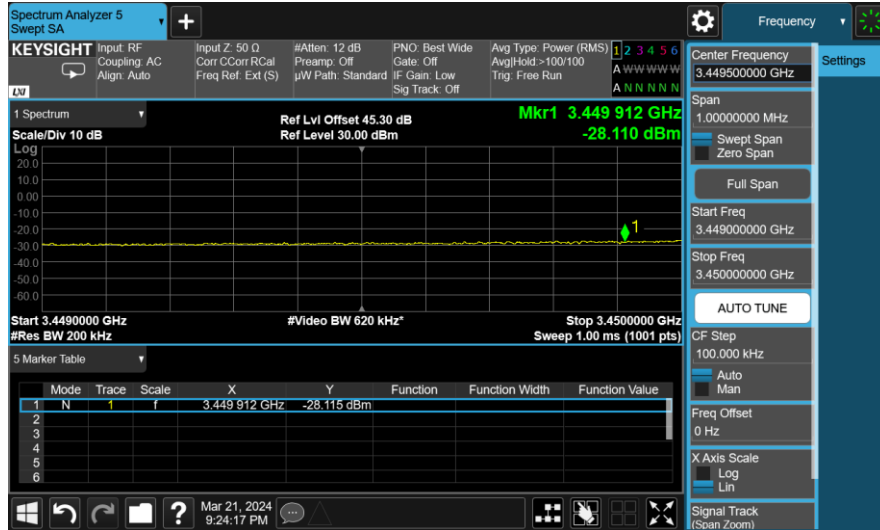 Spectrum Analyzer 5
Swept SA
Frequency
KEYSIGHT
LXI
Input: RF
Coupling: AC
Align: Auto
Input Z: 50 Ω
Corr CCorr RCal
Freq Ref: Ext (S)
#Atten: 12 dB
Preamp: Off
µW Path: Standard
PNO: Best Wide
Gate: Off
IF Gain: Low
Sig Track: Off
Avg Type: Power (RMS)
Avg|Hold:>100/100
Trig: Free Run
1 2 3 4 5 6
A W W W W W
A N N N N N
1 Spectrum
Scale/Div 10 dB
Ref Lvl Offset 45.30 dB
Ref Level 30.00 dBm
Mkr1 3.449 912 GHz
-28.110 dBm
Log
20.0
10.0
0.00
-10.0
-20.0
-30.0
-40.0
-50.0
-60.0
1
Start 3.4490000 GHz
#Res BW 200 kHz
#Video BW 620 kHz*
Stop 3.4500000 GHz
Sweep 1.00 ms (1001 pts)
5 Marker Table
Mode Trace Scale X Y Function Function Width Function Value
1 N 1 f 3.449 912 GHz -28.115 dBm
2
3
4
5
6
Center Frequency
3.449500000 GHz
Settings
Span
1.00000000 MHz
Swept Span
Zero Span
Full Span
Start Freq
3.449000000 GHz
Stop Freq
3.450000000 GHz
AUTO TUNE
CF Step
100.000 kHz
Auto
Man
Freq Offset
0 Hz
X Axis Scale
Log
Lin
Signal Track
(Span Zoom)
?
Mar 21, 2024
9:24:17 PM